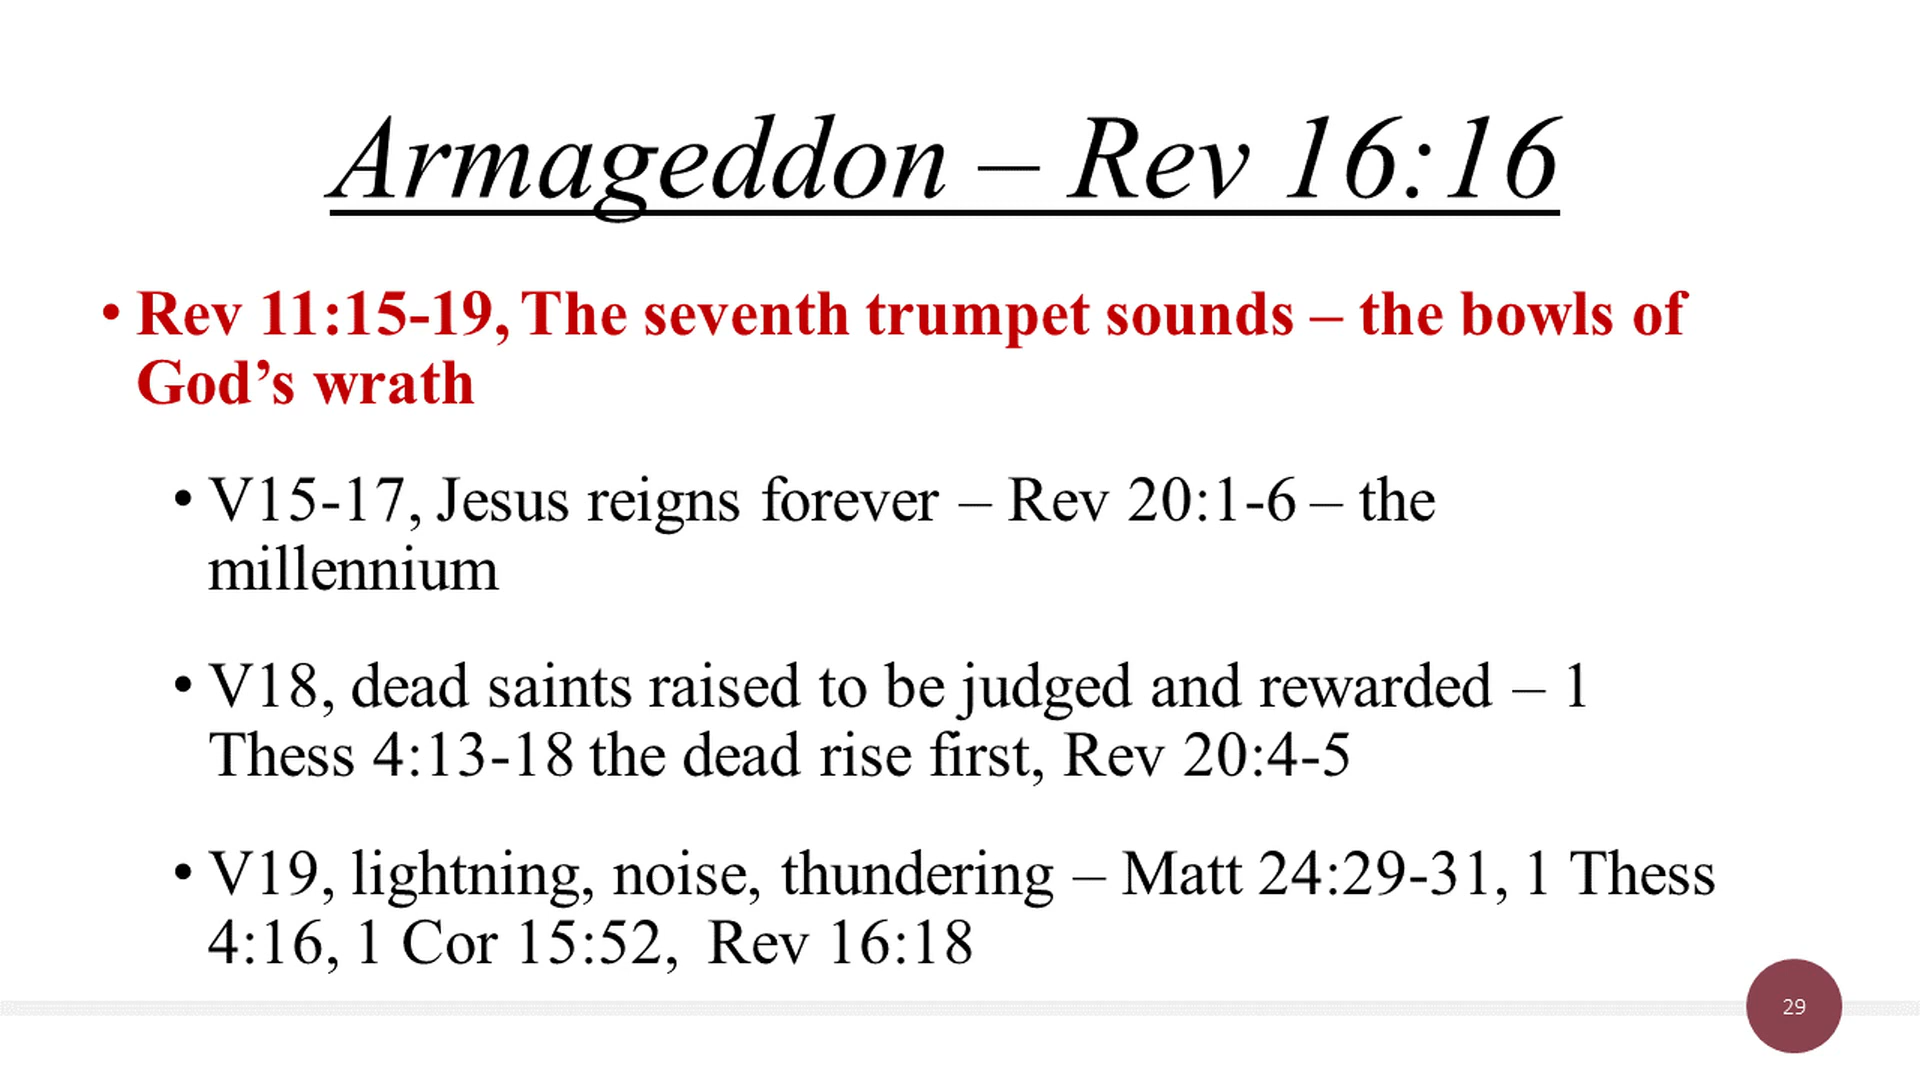 Armageddon – Rev 16:16
• Rev 11:15-19, The seventh trumpet sounds – the bowls of
God’s wrath
• V15-17, Jesus reigns forever – Rev 20:1-6 – the
millennium
• V18, dead saints raised to be judged and rewarded – 1
Thess 4:13-18 the dead rise first, Rev 20:4-5
• V19, lightning, noise, thundering – Matt 24:29-31, 1 Thess
4:16, 1 Cor 15:52, Rev 16:18
29